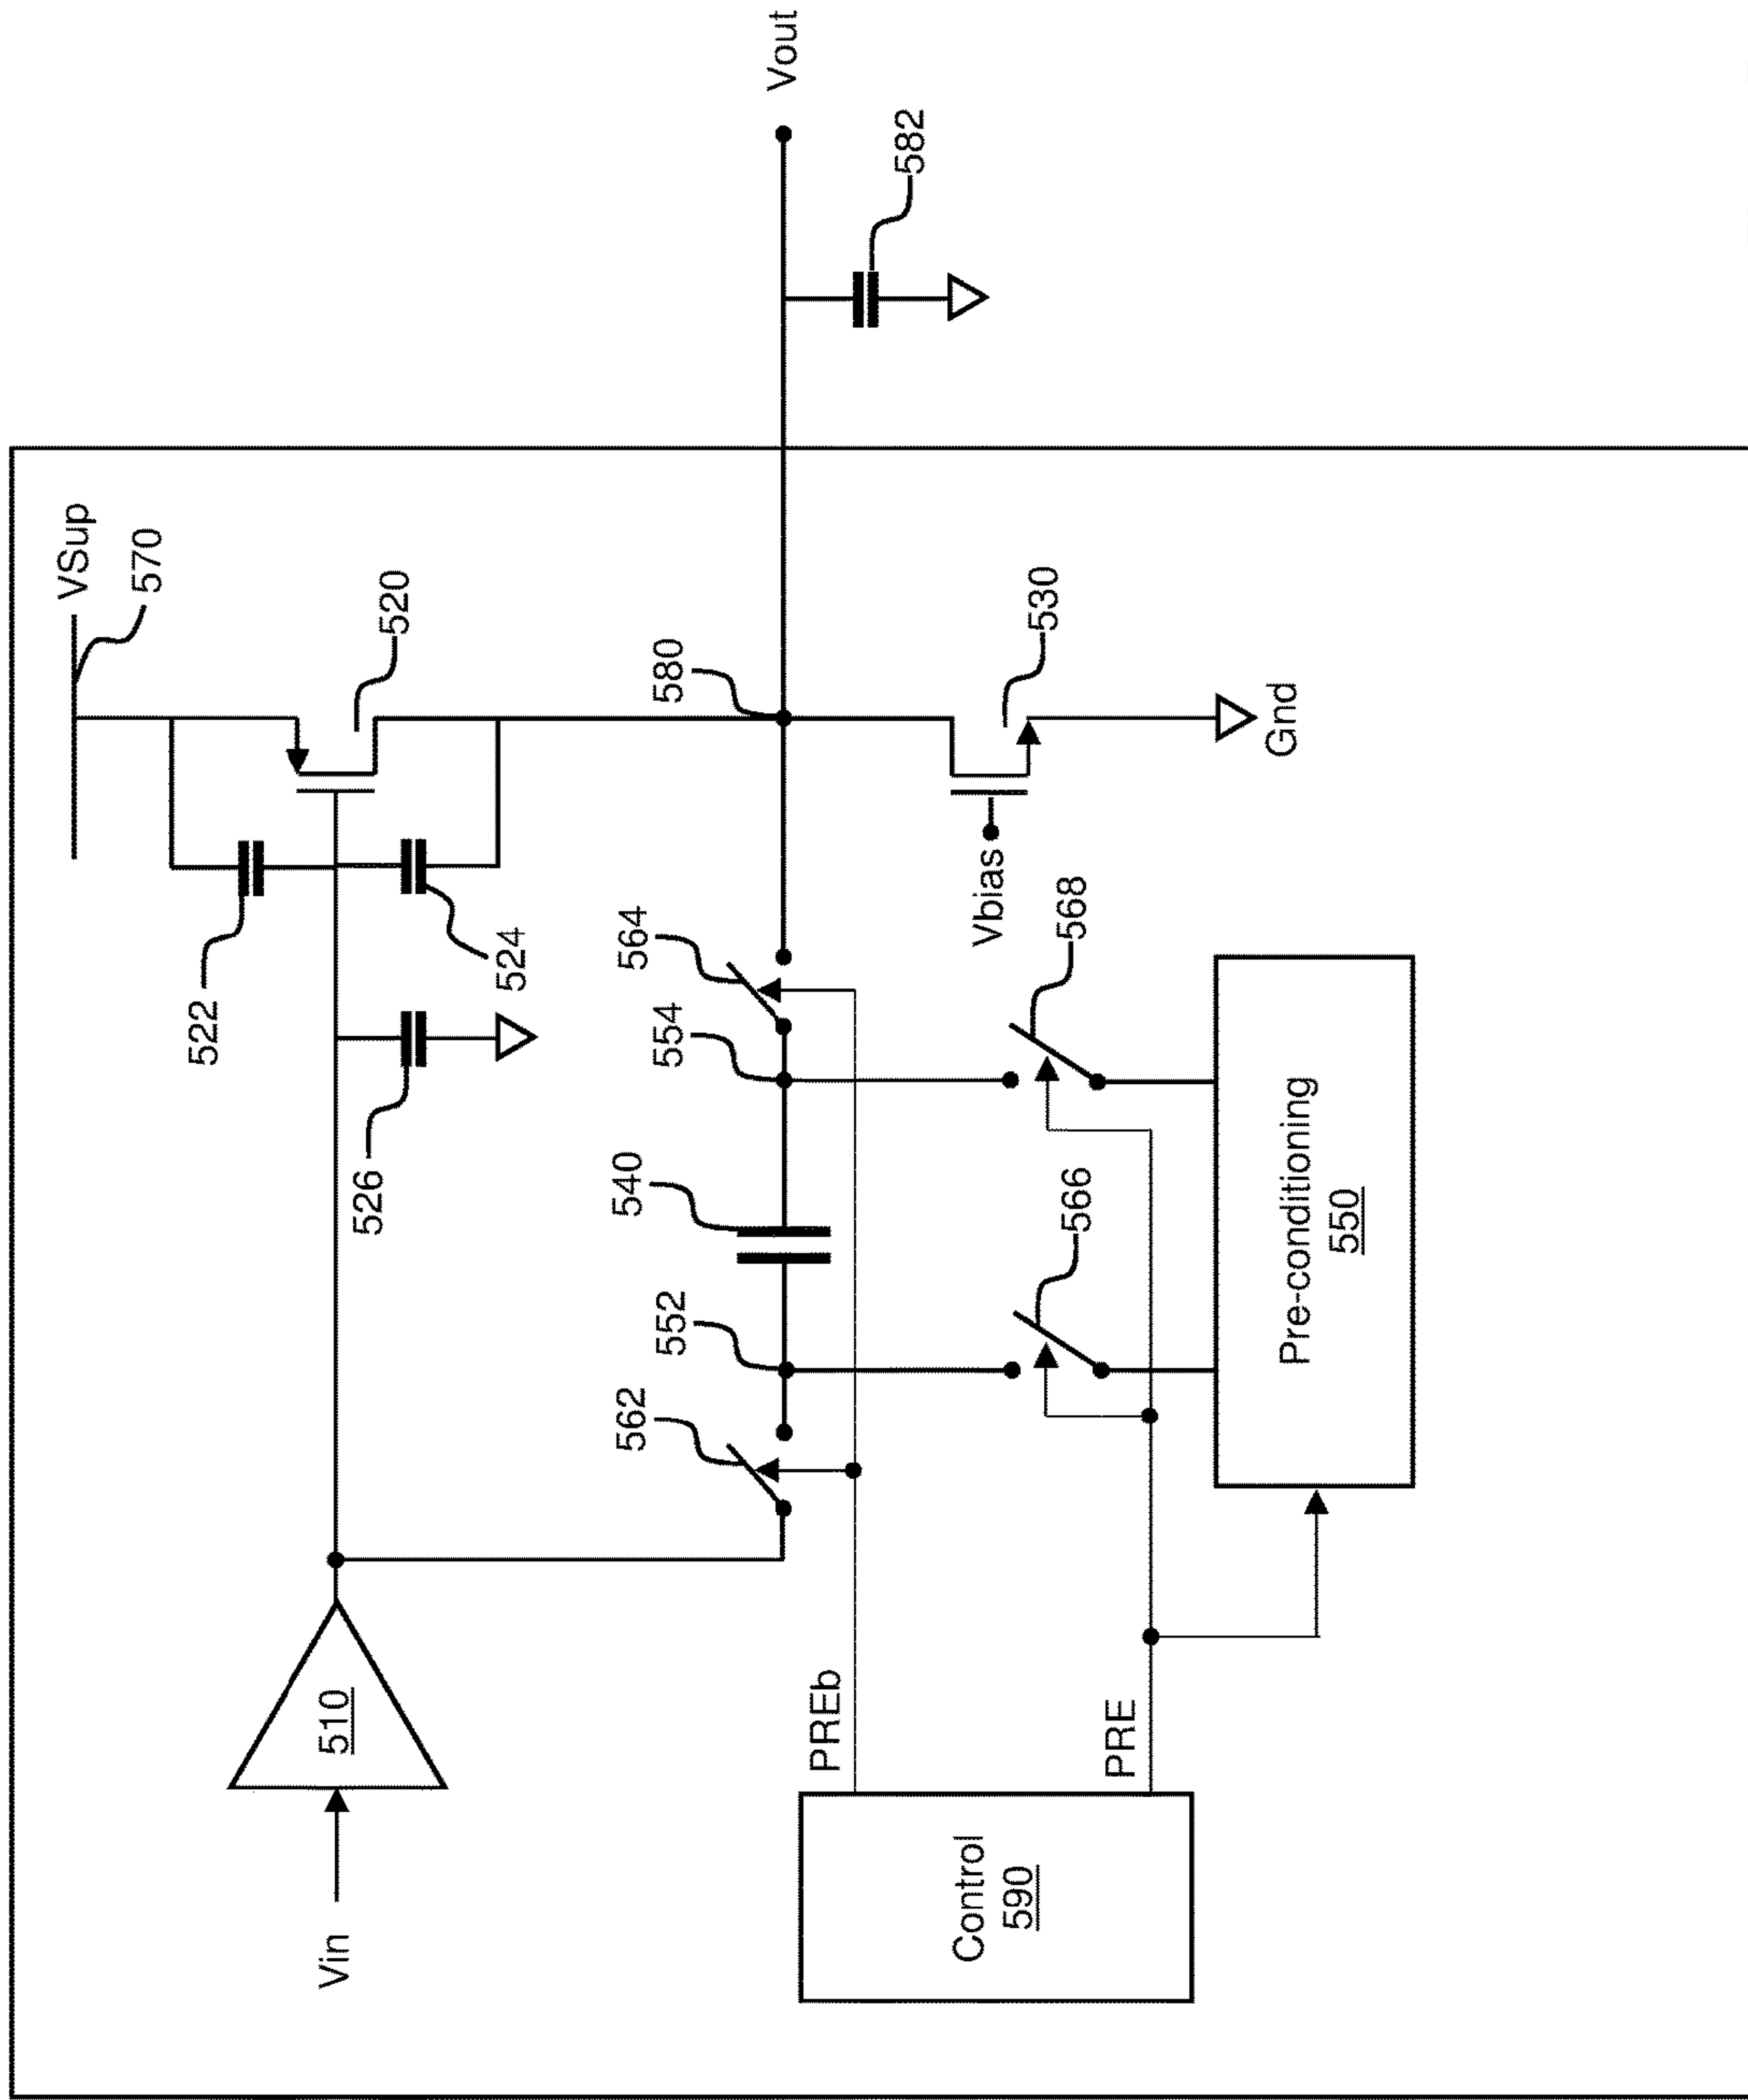 VSup
570
520
522
524
526
Vin
510
580
Vout
582
562
552
540
554
564
PREb
Control
590
PRE
566
568
Vbias
530
Gnd
Pre-conditioning
550